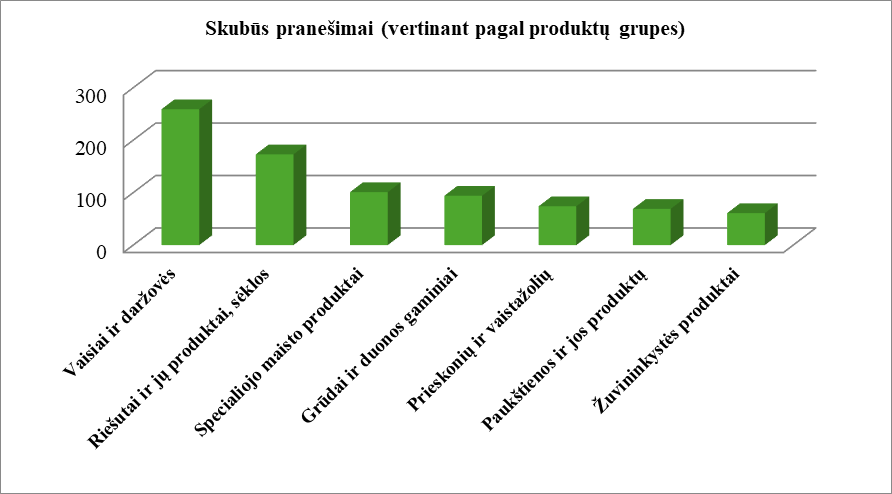 Skubūs pranešimai (vertinant pagal produktų grupes)
300
200
100
0
Vaisiai ir daržovės
Riešutai ir jų produktai, sėklos
Specialiojo maisto produktai
Grūdai ir duonos gaminiai
Prieskonių ir vaistažolių
Paukštienos ir jos produktų
Žuvininkystės produktai